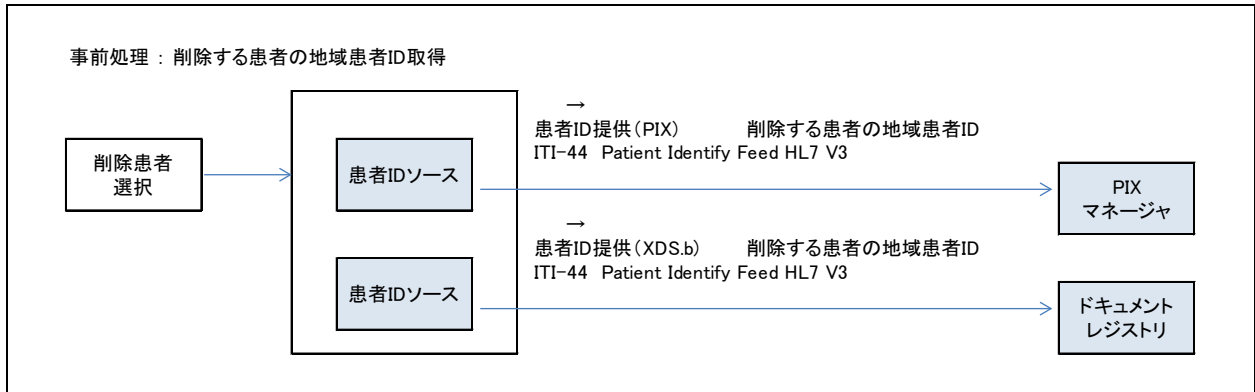 事前処理 : 削除する患者の地域患者ID取得
削除患者
選択
患者IDソース
→
患者ID提供(PIX) 削除する患者の地域患者ID
ITI-44 Patient Identify Feed HL7 V3
PIX
マネージャ
患者IDソース
→
患者ID提供(XDS.b) 削除する患者の地域患者ID
ITI-44 Patient Identify Feed HL7 V3
ドキュメント
レジストリ